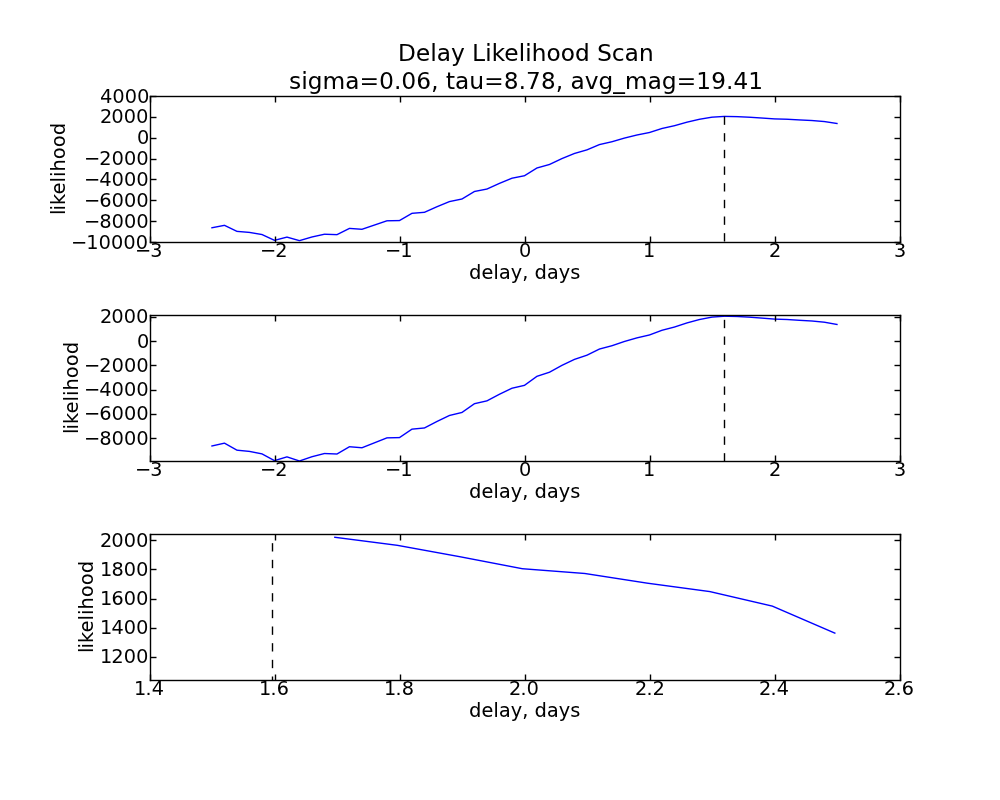 Delay Likelihood Scan
sigma=0.06, tau=8.78, avg_mag=19.41
4000
2000
0
−2000
−4000
−6000
−8000
−10000
likelihood
−3 −2 −1 0 1 2 3
delay, days
2000
0
−2000
−4000
−6000
−8000
likelihood
−3 −2 −1 0 1 2 3
delay, days
2000
1800
1600
1400
1200
likelihood
1.4 1.6 1.8 2.0 2.2 2.4 2.6
delay, days